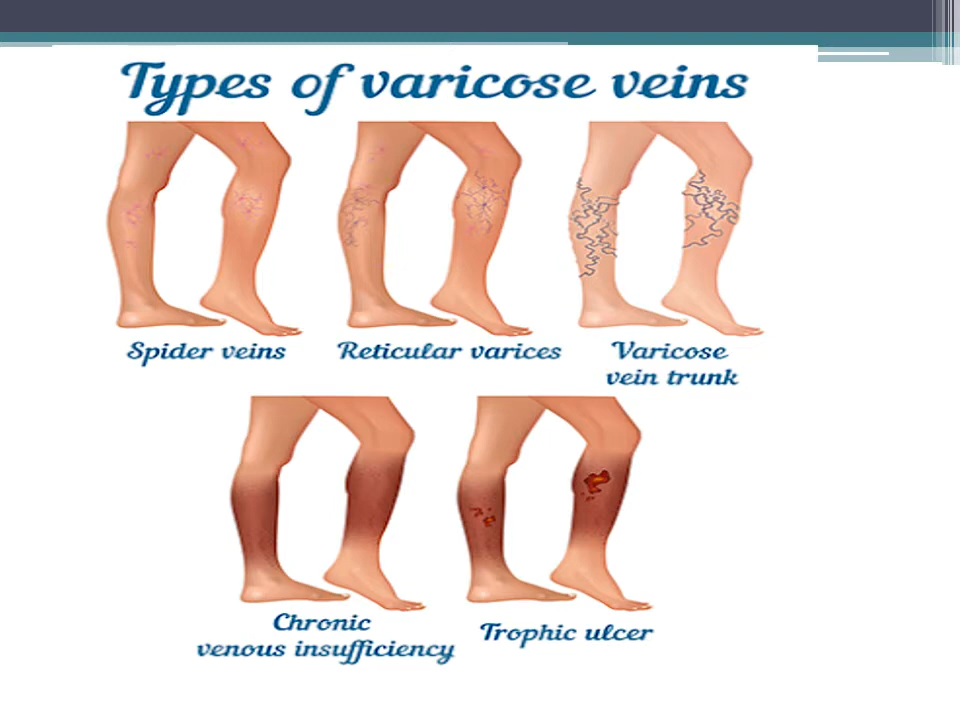 Types of varicose veins
Spider veins
Reticular varices
Varicose
vein trunk
Chronic
venous insufficiency
Trophic ulcer